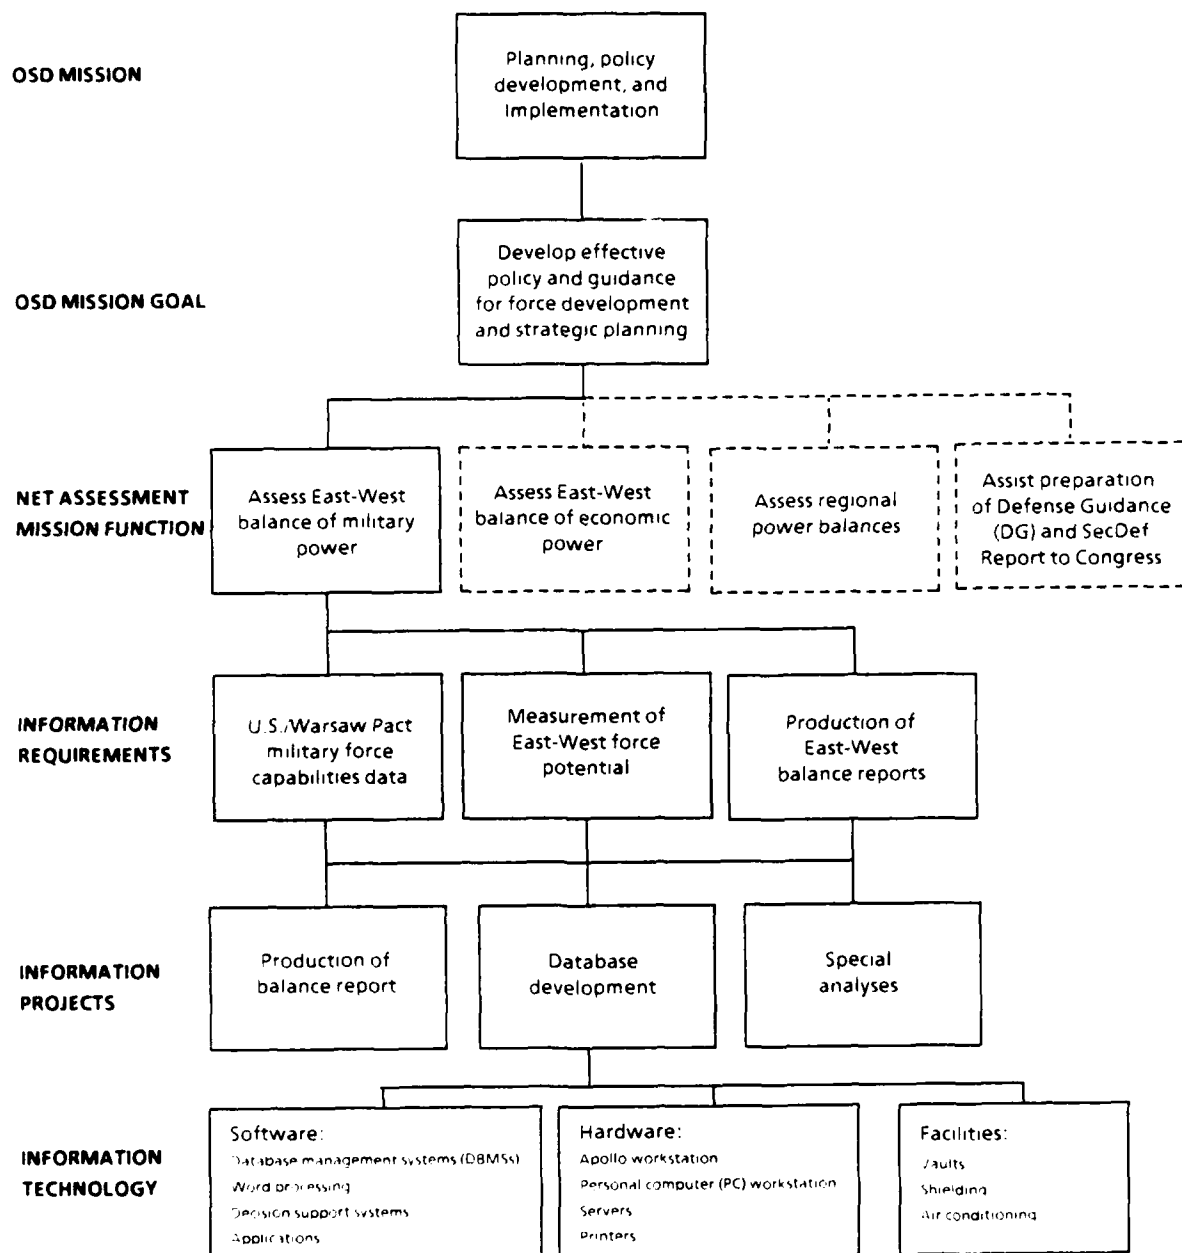 OSD MISSION
Planning, policy
development, and
Implementation
OSD MISSION GOAL
Develop effective
policy and guidance
for force development
and strategic planning
NET ASSESSMENT
MISSION FUNCTION
Assess East-West
balance of military
power
Assess East-West
balance of economic
power
Assess regional
power balances
Assist preparation
of Defense Guidance
(DG) and SecDef
Report to Congress
INFORMATION
REQUIREMENTS
U.S./Warsaw Pact
military force
capabilities data
Measurement of
East-West force
potential
Production of
East-West
balance reports
INFORMATION
PROJECTS
Production of
balance report
Database
development
Special
analyses
INFORMATION
TECHNOLOGY
Software:
Database management systems (DBMSs)
Word processing
Decision support systems
Applications
Hardware:
Apollo workstation
Personal computer (PC) workstation
Servers
Printers
Facilities:
Vaults
Shielding
Air conditioning